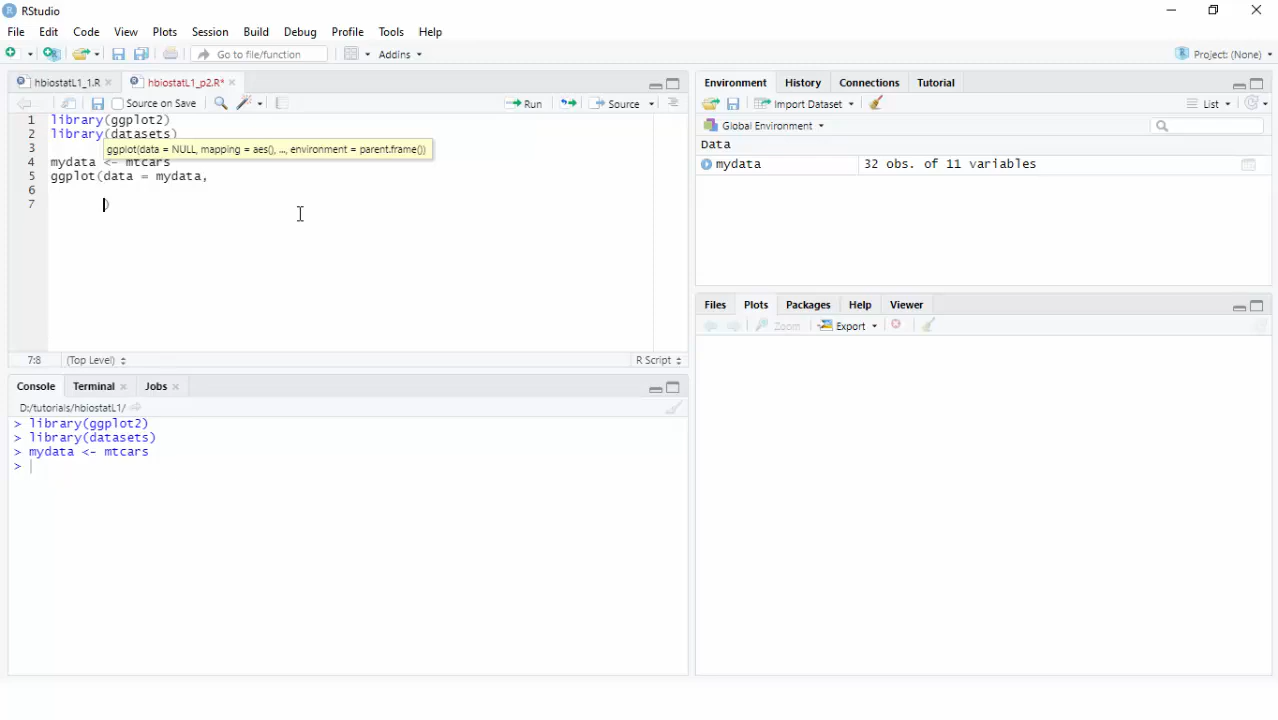 RStudio
File Edit Code View Plots Session Build Debug Profile Tools Help
Go to file/function Addins Project: (None)
hbiostatL1_1.R hbiostatL1_p2.R*
Source on Save Run Source
1 library(ggplot2)
2 library(datasets)
ggplot(data = NULL, mapping = aes(), ..., environment = parent.frame())
3
4 mydata <- mtcars
5 ggplot(data = mydata,
6
7 )
7:8 (Top Level) R Script
Console Terminal Jobs
D:/tutorials/hbiostatL1/
> library(ggplot2)
> library(datasets)
> mydata <- mtcars
>
Environment History Connections Tutorial
Import Dataset List
Global Environment
Data
mydata 32 obs. of 11 variables
Files Plots Packages Help Viewer
Zoom Export